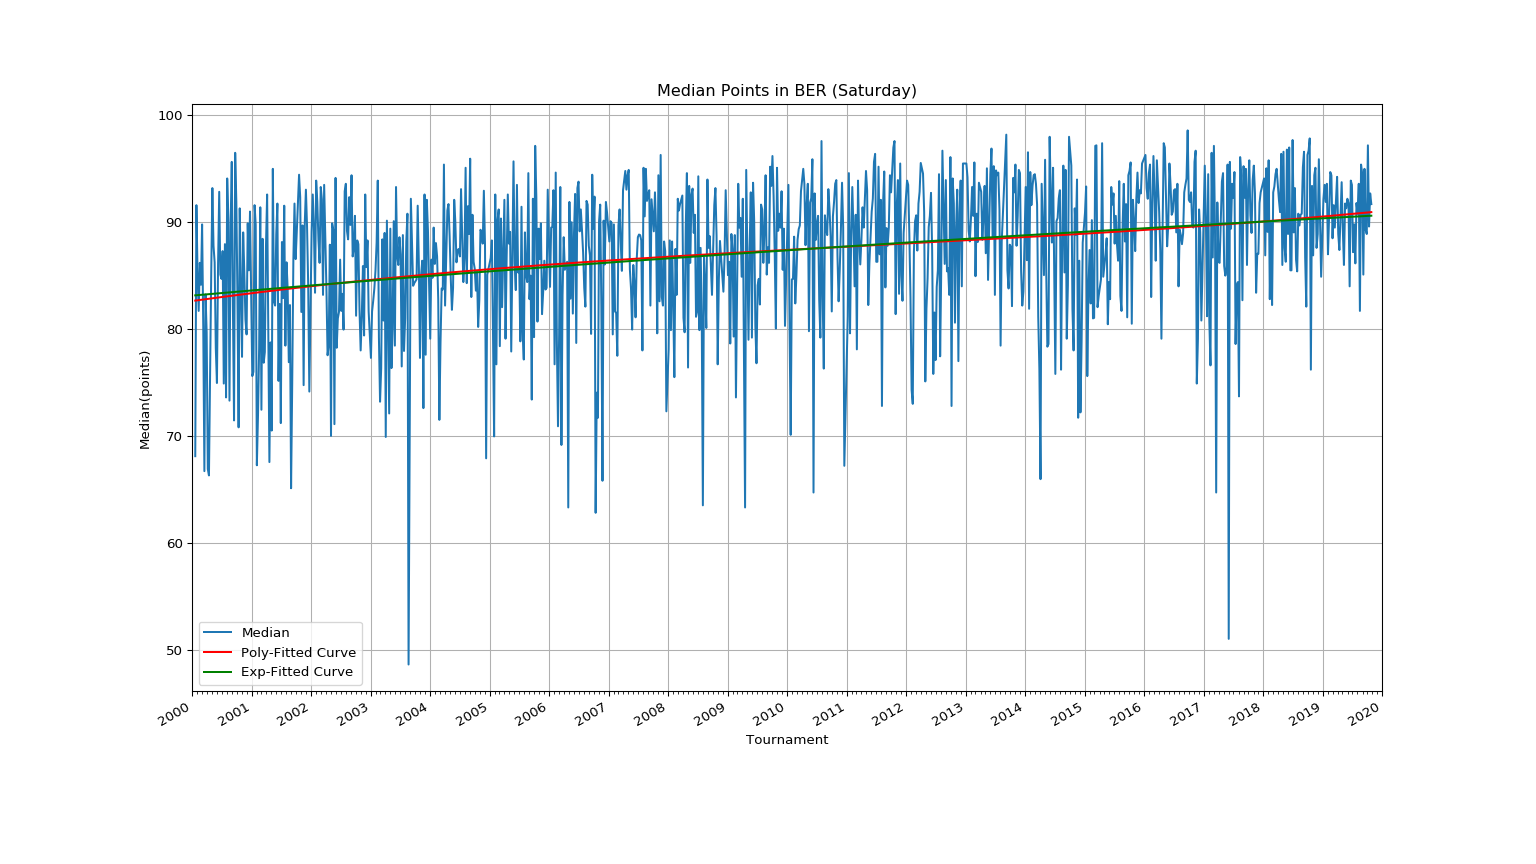 Median Points in BER (Saturday)
100
90
80
70
60
50
Median(points)
Median
Poly-Fitted Curve
Exp-Fitted Curve
2000 2001 2002 2003 2004 2005 2006 2007 2008 2009 2010 2011 2012 2013 2014 2015 2016 2017 2018 2019 2020
Tournament